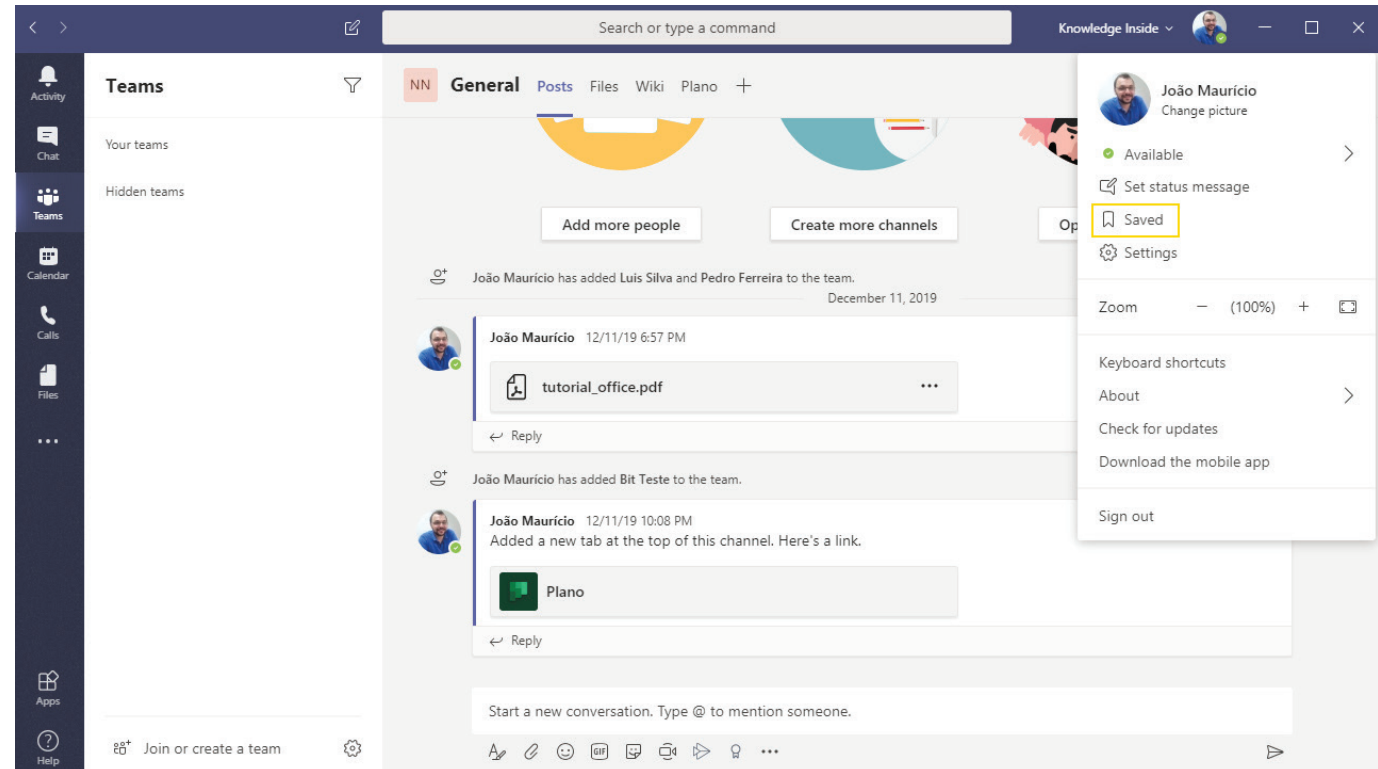 Search or type a command
Knowledge Inside
Activity
Chat
Teams
Calendar
Calls
Files
Apps
Help
Teams
Your teams
Hidden teams
Join or create a team
NN General Posts Files Wiki Plano
Add more people
Create more channels
Op
João Maurício has added Luis Silva and Pedro Ferreira to the team.
December 11, 2019
João Maurício 12/11/19 6:57 PM
tutorial_office.pdf
Reply
João Maurício has added Bit Teste to the team.
João Maurício 12/11/19 10:08 PM
Added a new tab at the top of this channel. Here's a link.
Plano
Reply
Start a new conversation. Type @ to mention someone.
GIF
João Maurício
Change picture
Available
Set status message
Saved
Settings
Zoom − (100%) +
Keyboard shortcuts
About
Check for updates
Download the mobile app
Sign out